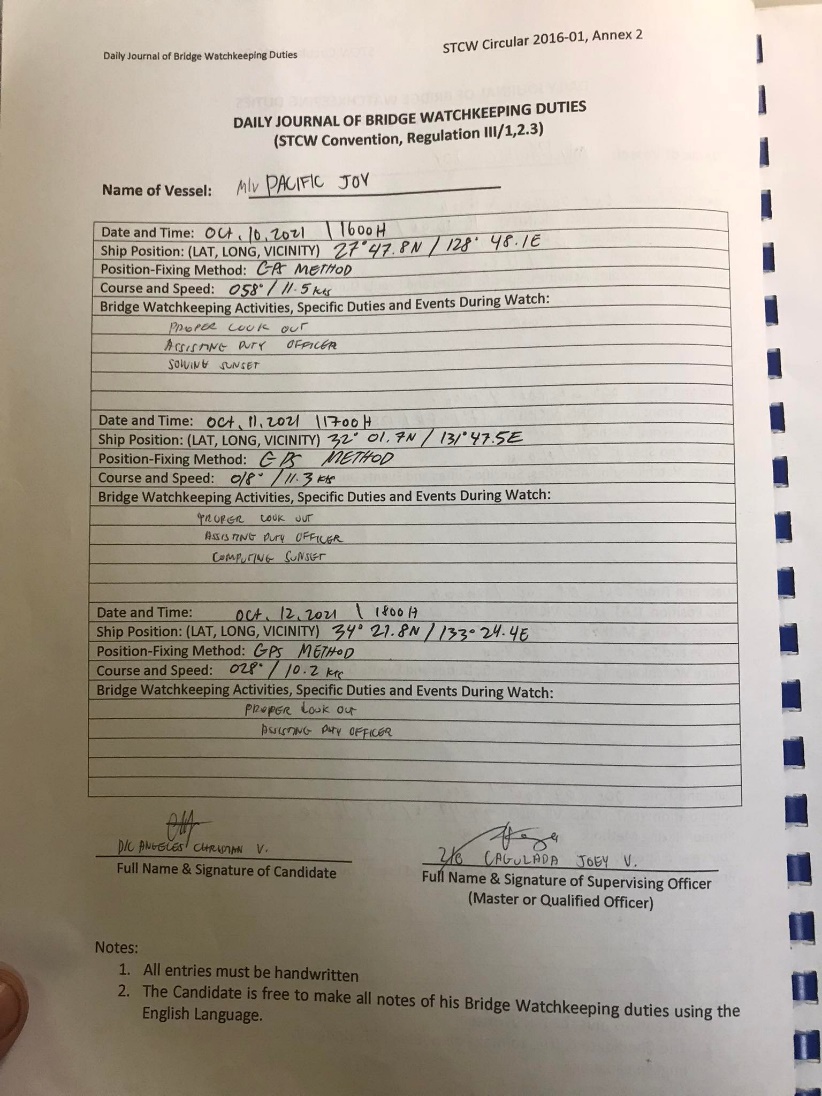 Daily Journal of Bridge Watchkeeping Duties
STCW Circular 2016-01, Annex 2
DAILY JOURNAL OF BRIDGE WATCHKEEPING DUTIES
(STCW Convention, Regulation III/1,2.3)
Name of Vessel: M/V PACIFIC JOY
Date and Time: Oct. 10, 2021 | 1600H
Ship Position: (LAT, LONG, VICINITY) 27° 47.8N / 128° 48.1E
Position-Fixing Method: GPS METHOD
Course and Speed: 058° / 11.5 kts
Bridge Watchkeeping Activities, Specific Duties and Events During Watch:
PROPER LOOK OUT
ASSISTING DUTY OFFICER
SOLVING SUNSET
Date and Time: Oct. 11, 2021 | 1700H
Ship Position: (LAT, LONG, VICINITY) 32° 01.7N / 131° 47.5E
Position-Fixing Method: GPS METHOD
Course and Speed: 018° / 11.3 kts
Bridge Watchkeeping Activities, Specific Duties and Events During Watch:
PROPER LOOK OUT
ASSISTING DUTY OFFICER
COMPUTING SUNSET
Date and Time: Oct. 12, 2021 | 1800H
Ship Position: (LAT, LONG, VICINITY) 34° 21.8N / 133° 24.4E
Position-Fixing Method: GPS METHOD
Course and Speed: 028° / 10.2 kts
Bridge Watchkeeping Activities, Specific Duties and Events During Watch:
PROPER LOOK OUT
ASSISTING DUTY OFFICER
D/C ANGELES CHRISTIAN V.
2/O CAGULADA JOEY V.
Full Name & Signature of Candidate
Full Name & Signature of Supervising Officer
(Master or Qualified Officer)
Notes:
1. All entries must be handwritten
2. The Candidate is free to make all notes of his Bridge Watchkeeping duties using the
English Language.